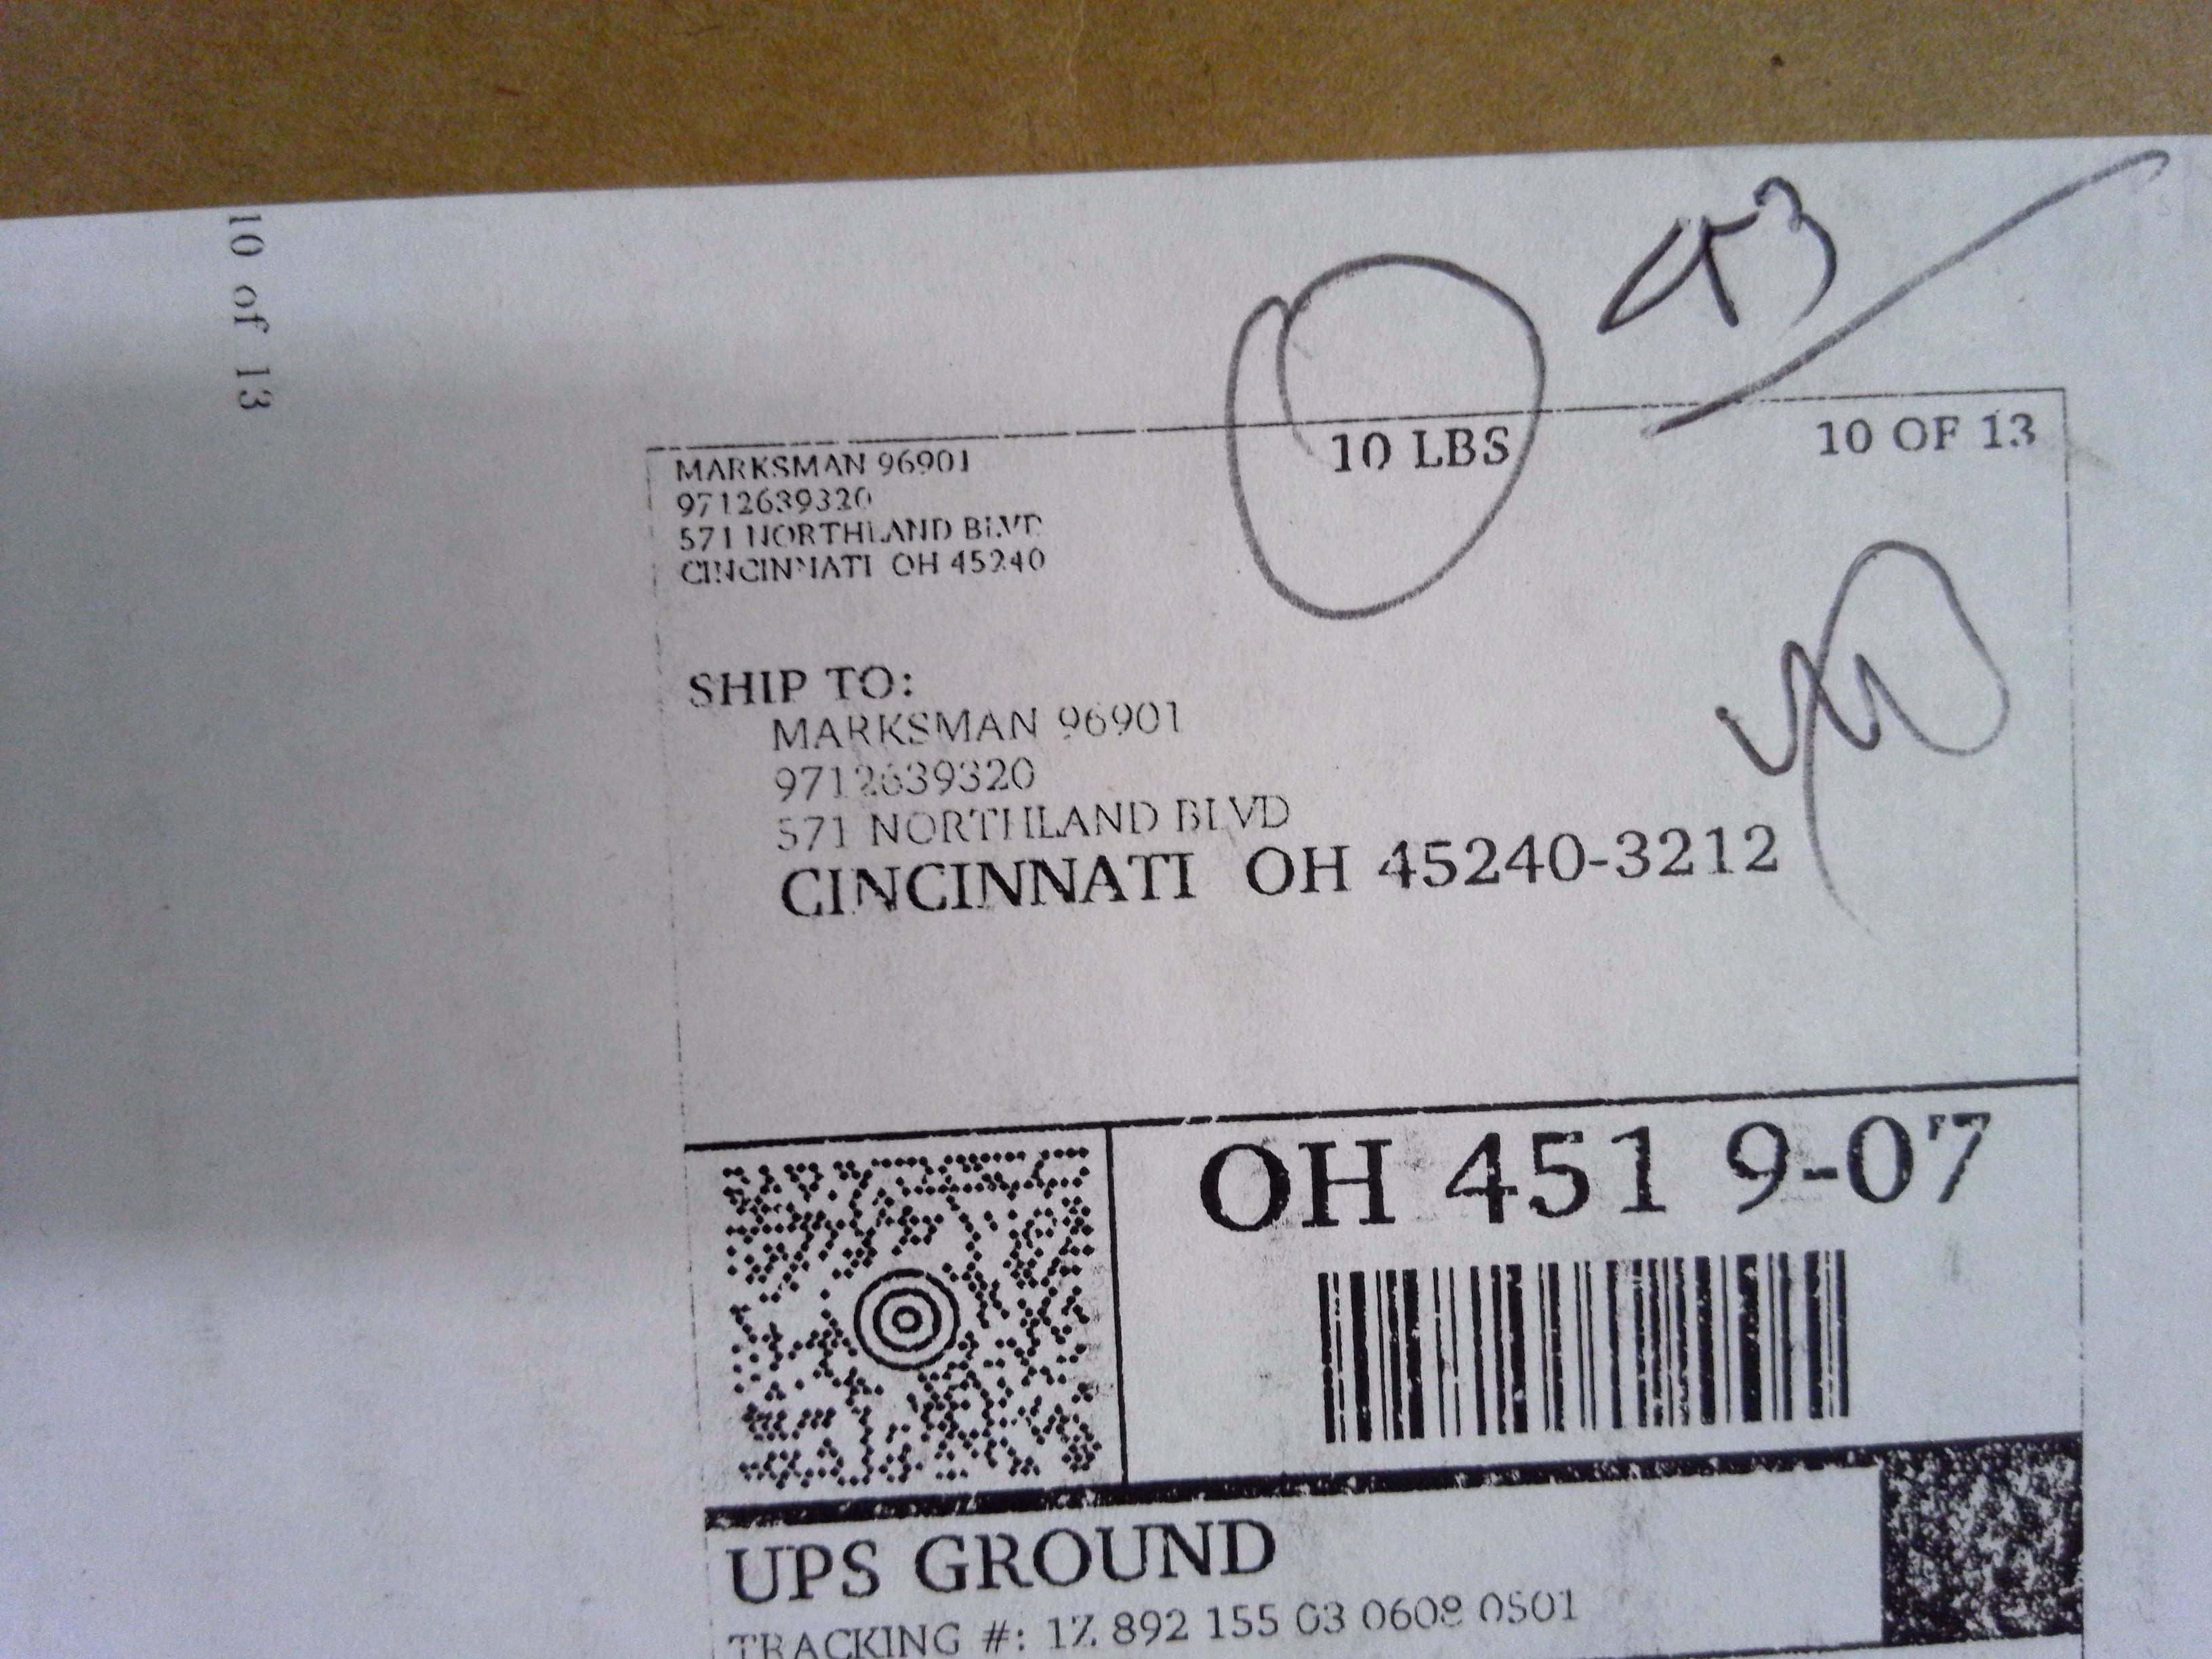 10 of 13
10 LBS
10 OF 13
MARKSMAN 96901
9712639320
571 NORTHLAND BLVD
CINCINNATI OH 45240
SHIP TO:
MARKSMAN 96901
9712639320
571 NORTHLAND BLVD
CINCINNATI OH 45240-3212
OH 451 9-07
UPS GROUND
TRACKING #: 1Z 892 155 03 0608 0501